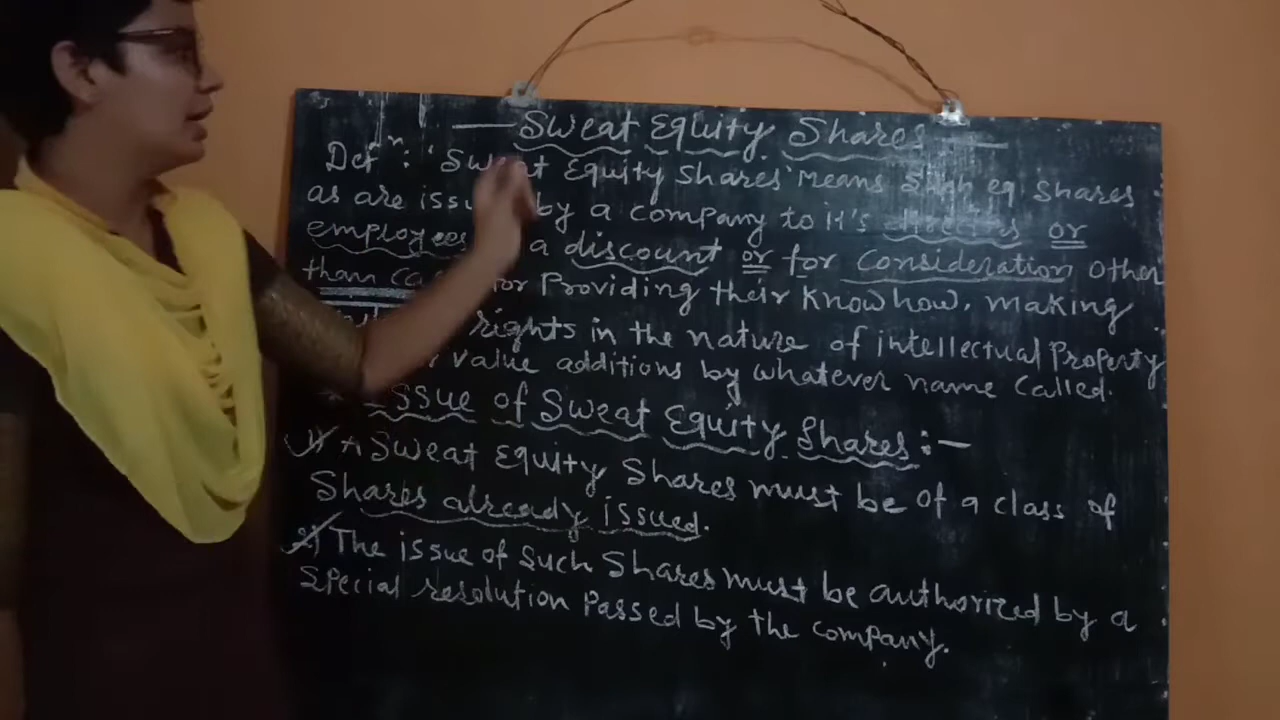 Sweat Equity Shares
Defⁿ: 'Sweat Equity Shares' means such eq shares
as are issued by a company to it's directors or
employees a discount or for consideration other
than for Providing their Knowhow, making
rights in the nature of intellectual Property
value additions by whatever name Called.
Issue of Sweat Equity Shares:-
1) A Sweat Equity Shares must be of a class of
Shares already issued.
2) The issue of Such Shares must be authorized by a
Special resolution Passed by the company.